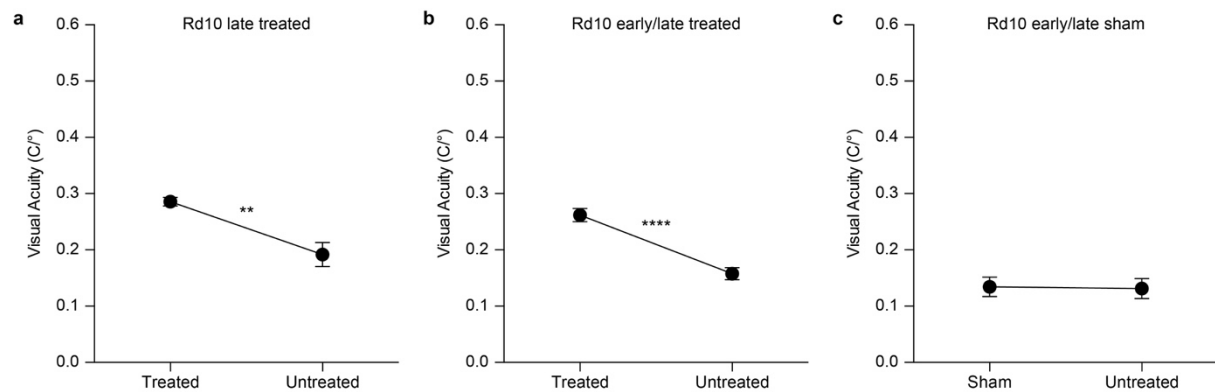 a
Rd10 late treated
0.6
0.5
0.4
0.3
0.2
0.1
0.0
Visual Acuity (C/°)
**
Treated
Untreated
b
Rd10 early/late treated
0.6
0.5
0.4
0.3
0.2
0.1
0.0
Visual Acuity (C/°)
****
Treated
Untreated
c
Rd10 early/late sham
0.6
0.5
0.4
0.3
0.2
0.1
0.0
Visual Acuity (C/°)
Sham
Untreated